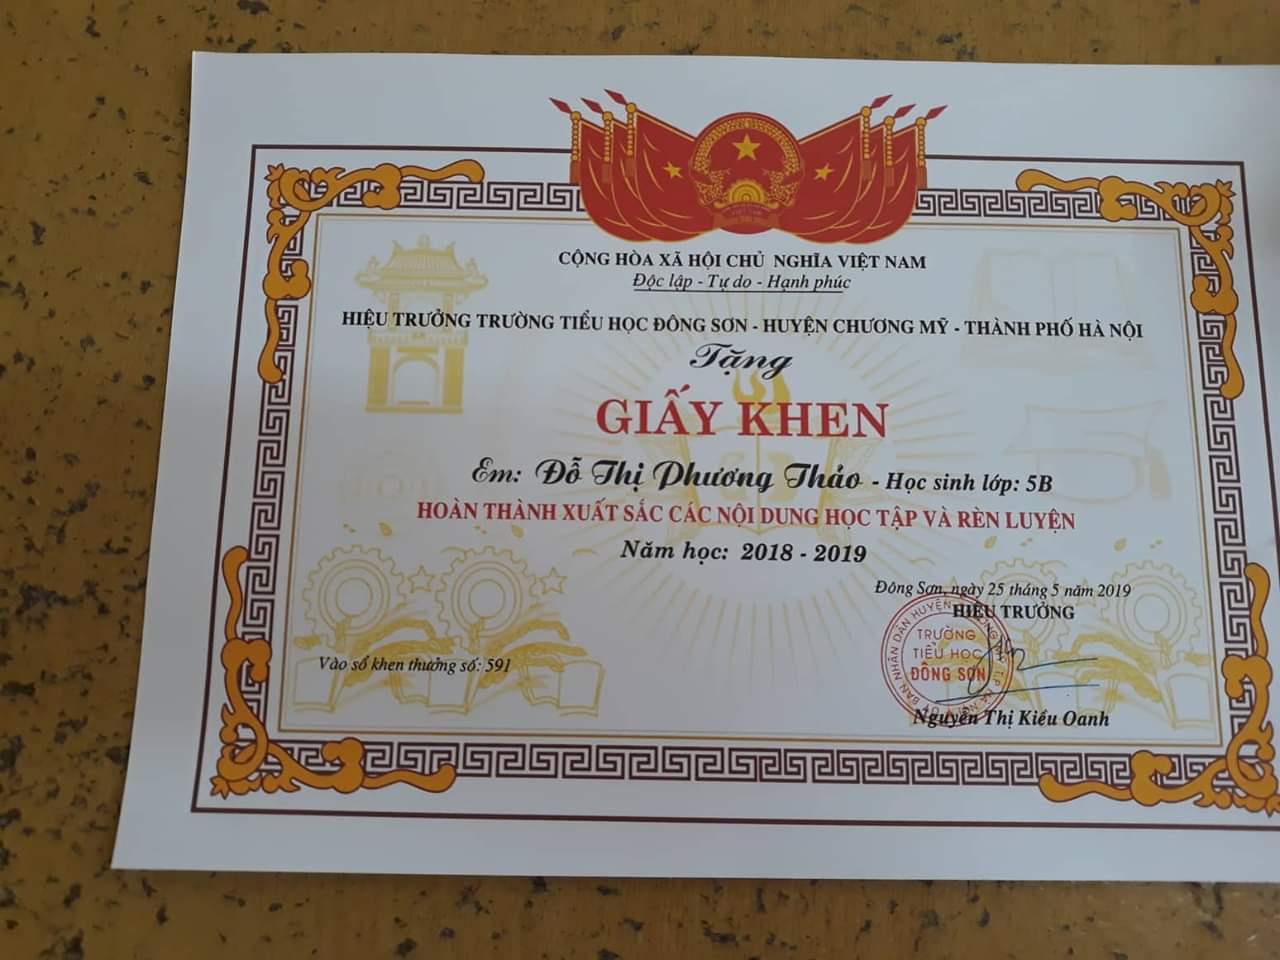 CỘNG HÒA XÃ HỘI CHỦ NGHĨA VIỆT NAM
Độc lập - Tự do - Hạnh phúc
HIỆU TRƯỞNG TRƯỜNG TIỂU HỌC ĐÔNG SƠN - HUYỆN CHƯƠNG MỸ - THÀNH PHỐ HÀ NỘI
Tặng
GIẤY KHEN
Em: Đỗ Thị Phương Thảo - Học sinh lớp: 5B
HOÀN THÀNH XUẤT SẮC CÁC NỘI DUNG HỌC TẬP VÀ RÈN LUYỆN
Năm học: 2018 - 2019
Đông Sơn, ngày 25 tháng 5 năm 2019
HIỆU TRƯỞNG
TRƯỜNG
TIỂU HỌC
ĐÔNG SƠN
Vào sổ khen thưởng số: 591
Nguyễn Thị Kiều Oanh